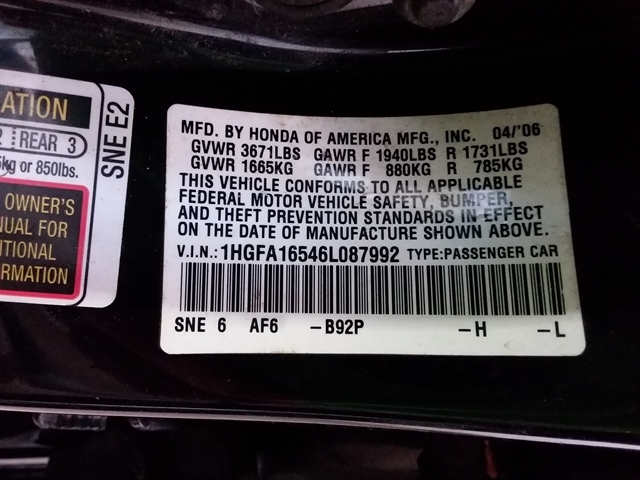 ATION
REAR 3
kg or 850lbs.
OWNER'S
NUAL FOR
ITIONAL
FORMATION
SNE E2
MFD. BY HONDA OF AMERICA MFG., INC. 04/'06
GVWR 3671LBS GAWR F 1940LBS R 1731LBS
GVWR 1665KG GAWR F 880KG R 785KG
THIS VEHICLE CONFORMS TO ALL APPLICABLE
FEDERAL MOTOR VEHICLE SAFETY, BUMPER,
AND THEFT PREVENTION STANDARDS IN EFFECT
ON THE DATE OF MANUFACTURE SHOWN ABOVE.
V.I.N.:1HGFA16546L087992 TYPE:PASSENGER CAR
SNE 6 AF6 -B92P -H -L